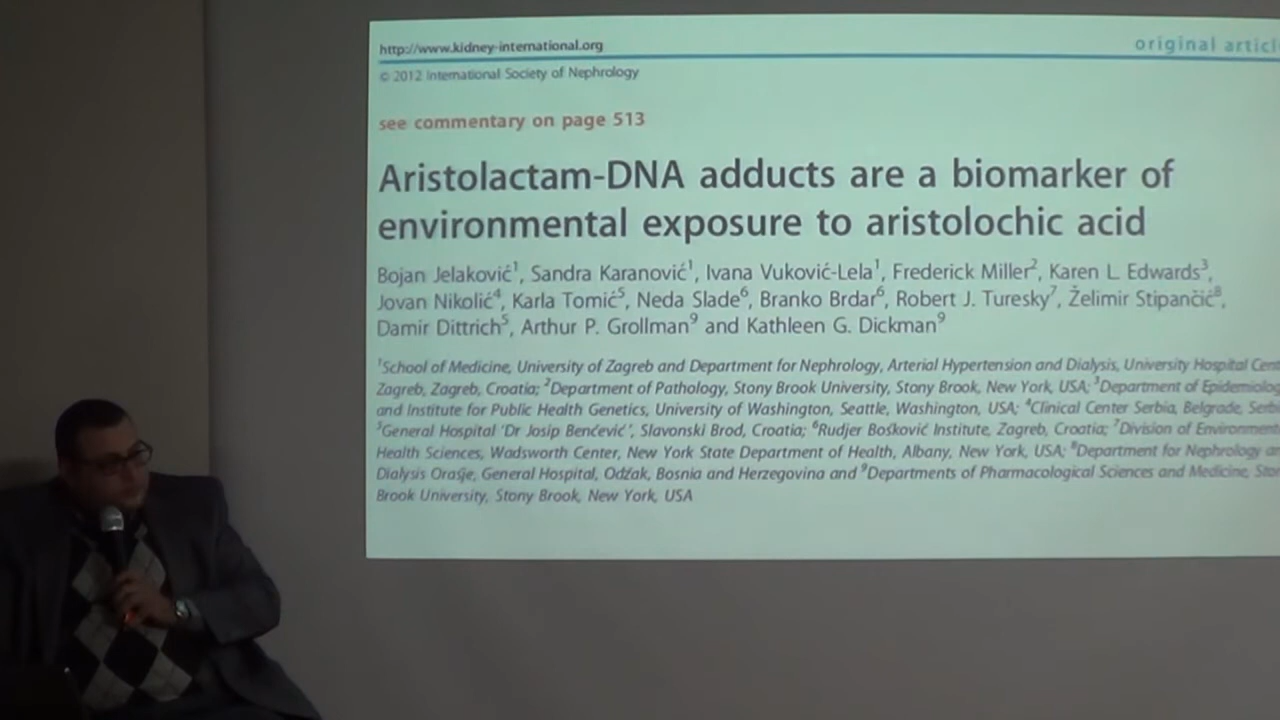 http://www.kidney-international.org
original articl
© 2012 International Society of Nephrology
see commentary on page 513
Aristolactam-DNA adducts are a biomarker of
environmental exposure to aristolochic acid
Bojan Jelaković1, Sandra Karanović1, Ivana Vuković-Lela1, Frederick Miller2, Karen L. Edwards3,
Jovan Nikolić4, Karla Tomić5, Neda Slade6, Branko Brdar6, Robert J. Turesky7, Želimir Stipančić8,
Damir Dittrich5, Arthur P. Grollman9 and Kathleen G. Dickman9
1School of Medicine, University of Zagreb and Department for Nephrology, Arterial Hypertension and Dialysis, University Hospital Cent
Zagreb, Zagreb, Croatia; 2Department of Pathology, Stony Brook University, Stony Brook, New York, USA; 3Department of Epidemiolog
and Institute for Public Health Genetics, University of Washington, Seattle, Washington, USA; 4Clinical Center Serbia, Belgrade, Serbi
5General Hospital 'Dr Josip Benčević', Slavonski Brod, Croatia; 6Rudjer Bošković Institute, Zagreb, Croatia; 7Division of Environment
Health Sciences, Wadsworth Center, New York State Department of Health, Albany, New York, USA; 8Department for Nephrology an
Dialysis Orašje, General Hospital, Odžak, Bosnia and Herzegovina and 9Departments of Pharmacological Sciences and Medicine, Ston
Brook University, Stony Brook, New York, USA